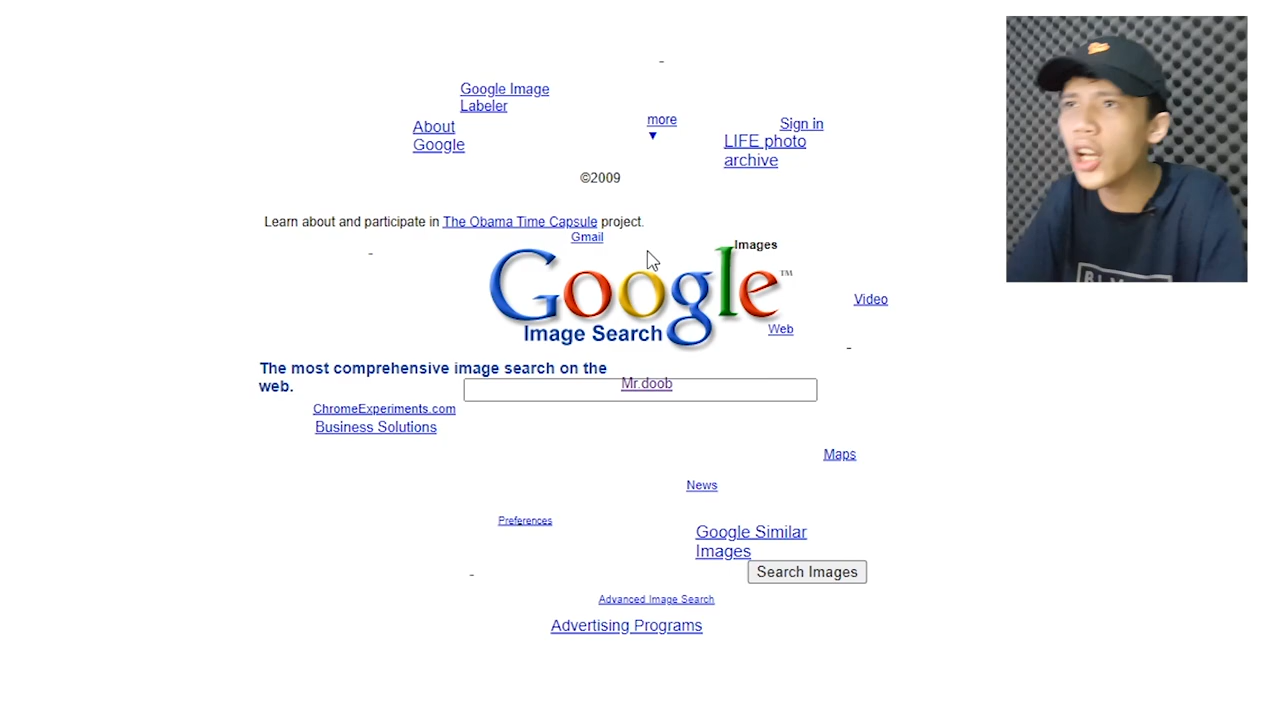 Google Image
Labeler
more
▼
Sign in
About
Google
LIFE photo
archive
©2009
Learn about and participate in The Obama Time Capsule project.
Gmail
Images
Google™
Image Search
Video
Web
The most comprehensive image search on the
web.
Mr.doob
ChromeExperiments.com
Business Solutions
Maps
News
Preferences
Google Similar
Images
Search Images
Advanced Image Search
Advertising Programs